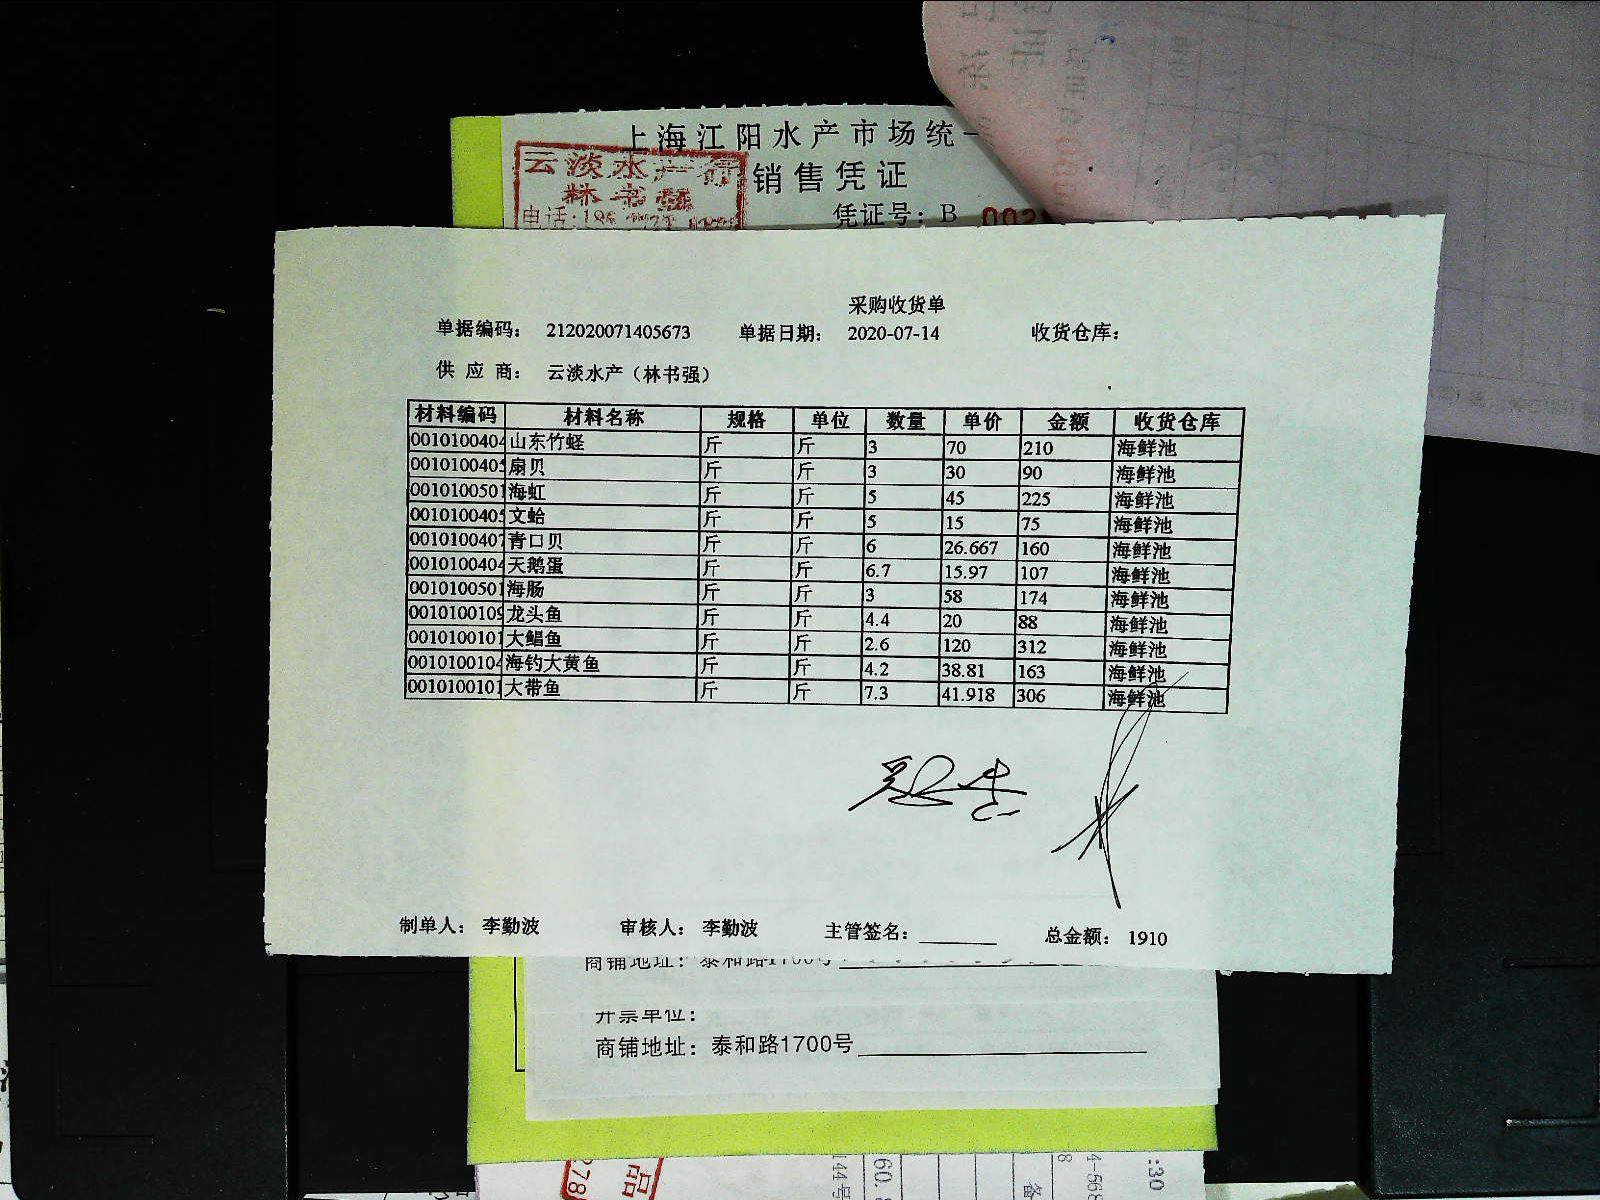 上海江阳水产市场统一
云淡水产行
销售凭证
林书强
凭证号：B 002
采购收货单
单据编码： 212020071405673 单据日期： 2020-07-14 收货仓库：
供 应 商： 云淡水产（林书强）
材料编码 材料名称 规格 单位 数量 单价 金额 收货仓库
0010100404 山东竹蛏 斤 斤 3 70 210 海鲜池
001010040 扇贝 斤 斤 3 30 90 海鲜池
0010100501 海虹 斤 斤 5 45 225 海鲜池
001010040 文蛤 斤 斤 5 15 75 海鲜池
0010100407 青口贝 斤 斤 6 26.667 160 海鲜池
0010100404 天鹅蛋 斤 斤 6.7 15.97 107 海鲜池
0010100501 海肠 斤 斤 3 58 174 海鲜池
0010100109 龙头鱼 斤 斤 4.4 20 88 海鲜池
0010100101 大鲳鱼 斤 斤 2.6 120 312 海鲜池
0010100104 海钓大黄鱼 斤 斤 4.2 38.81 163 海鲜池
0010100101 大带鱼 斤 斤 7.3 41.918 306 海鲜池
制单人： 李勤波 审核人： 李勤波 主管签名： 总金额： 1910
商铺地址：泰和路1700号
开票单位：
商铺地址：泰和路1700号